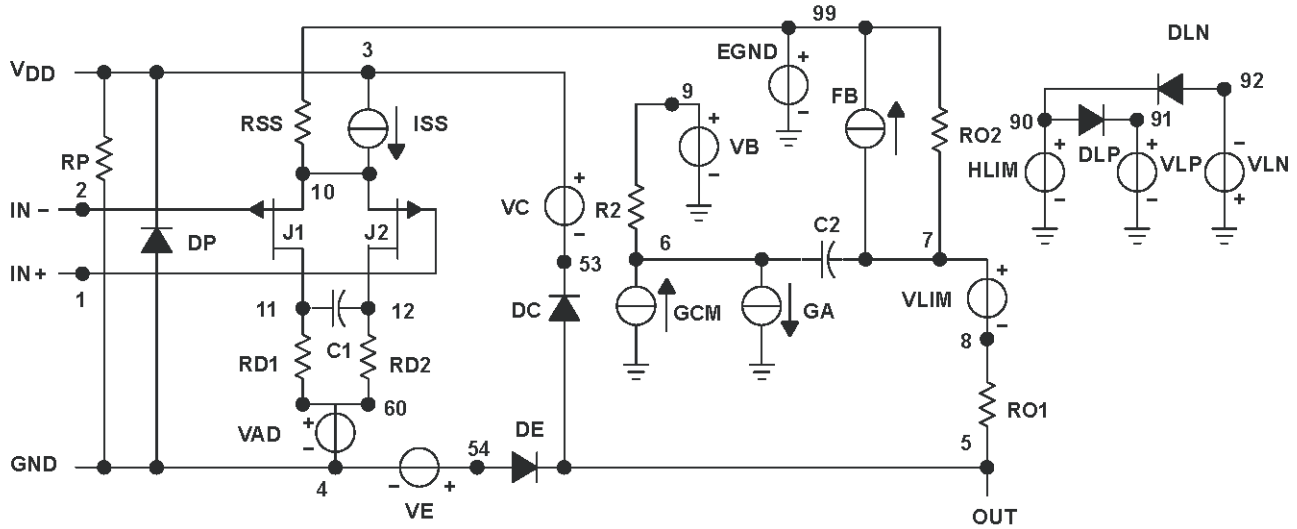 99
DLN
3
EGND
+
92
VDD
9
FB
RSS
ISS
+
-
90
91
-
RP
VB
RO2
DLP
+
+
2
10
+
-
HLIM
VLP
VLN
IN -
VC
R2
-
-
+
J1
J2
-
C2
DP
6
7
IN +
53
+
1
VLIM
11
12
DC
GCM
GA
-
C1
8
RD1
RD2
60
RO1
+
VAD
DE
-
54
5
GND
4
-
+
VE
OUT